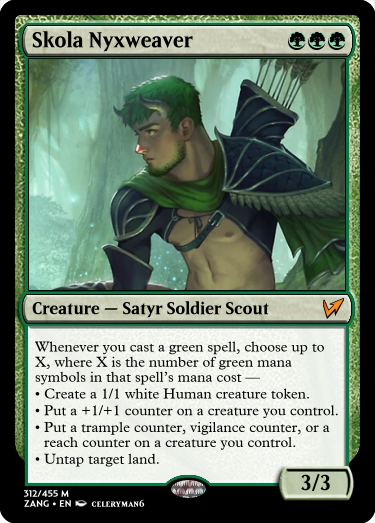 Skola Nyxweaver
Creature — Satyr Soldier Scout
Whenever you cast a green spell, choose up to
X, where X is the number of green mana
symbols in that spell's mana cost —
• Create a 1/1 white Human creature token.
• Put a +1/+1 counter on a creature you control.
• Put a trample counter, vigilance counter, or a
reach counter on a creature you control.
• Untap target land.
3/3
312/455 M
ZANG • EN CELERYMAN6